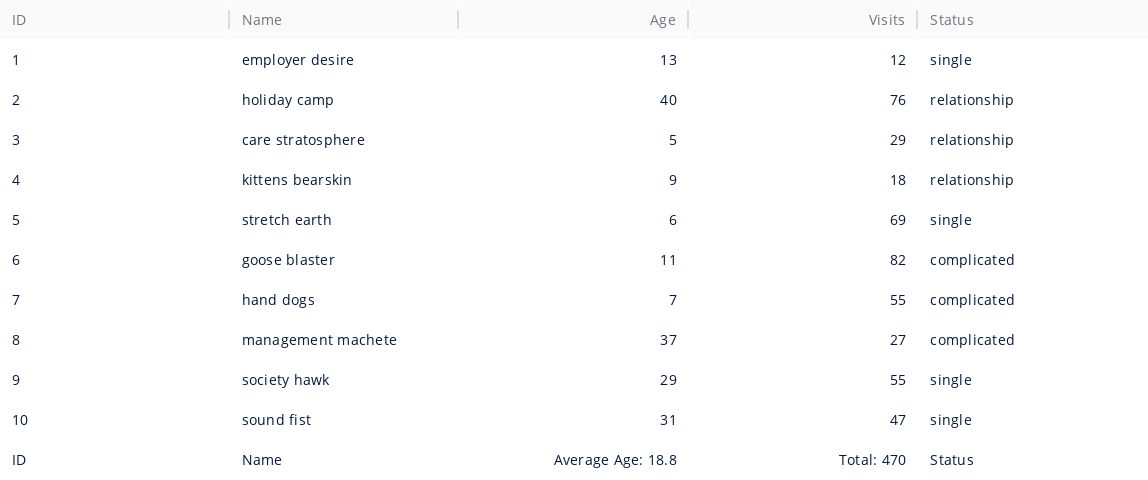 ID Name Age Visits Status
1 employer desire 13 12 single
2 holiday camp 40 76 relationship
3 care stratosphere 5 29 relationship
4 kittens bearskin 9 18 relationship
5 stretch earth 6 69 single
6 goose blaster 11 82 complicated
7 hand dogs 7 55 complicated
8 management machete 37 27 complicated
9 society hawk 29 55 single
10 sound fist 31 47 single
ID Name Average Age: 18.8 Total: 470 Status